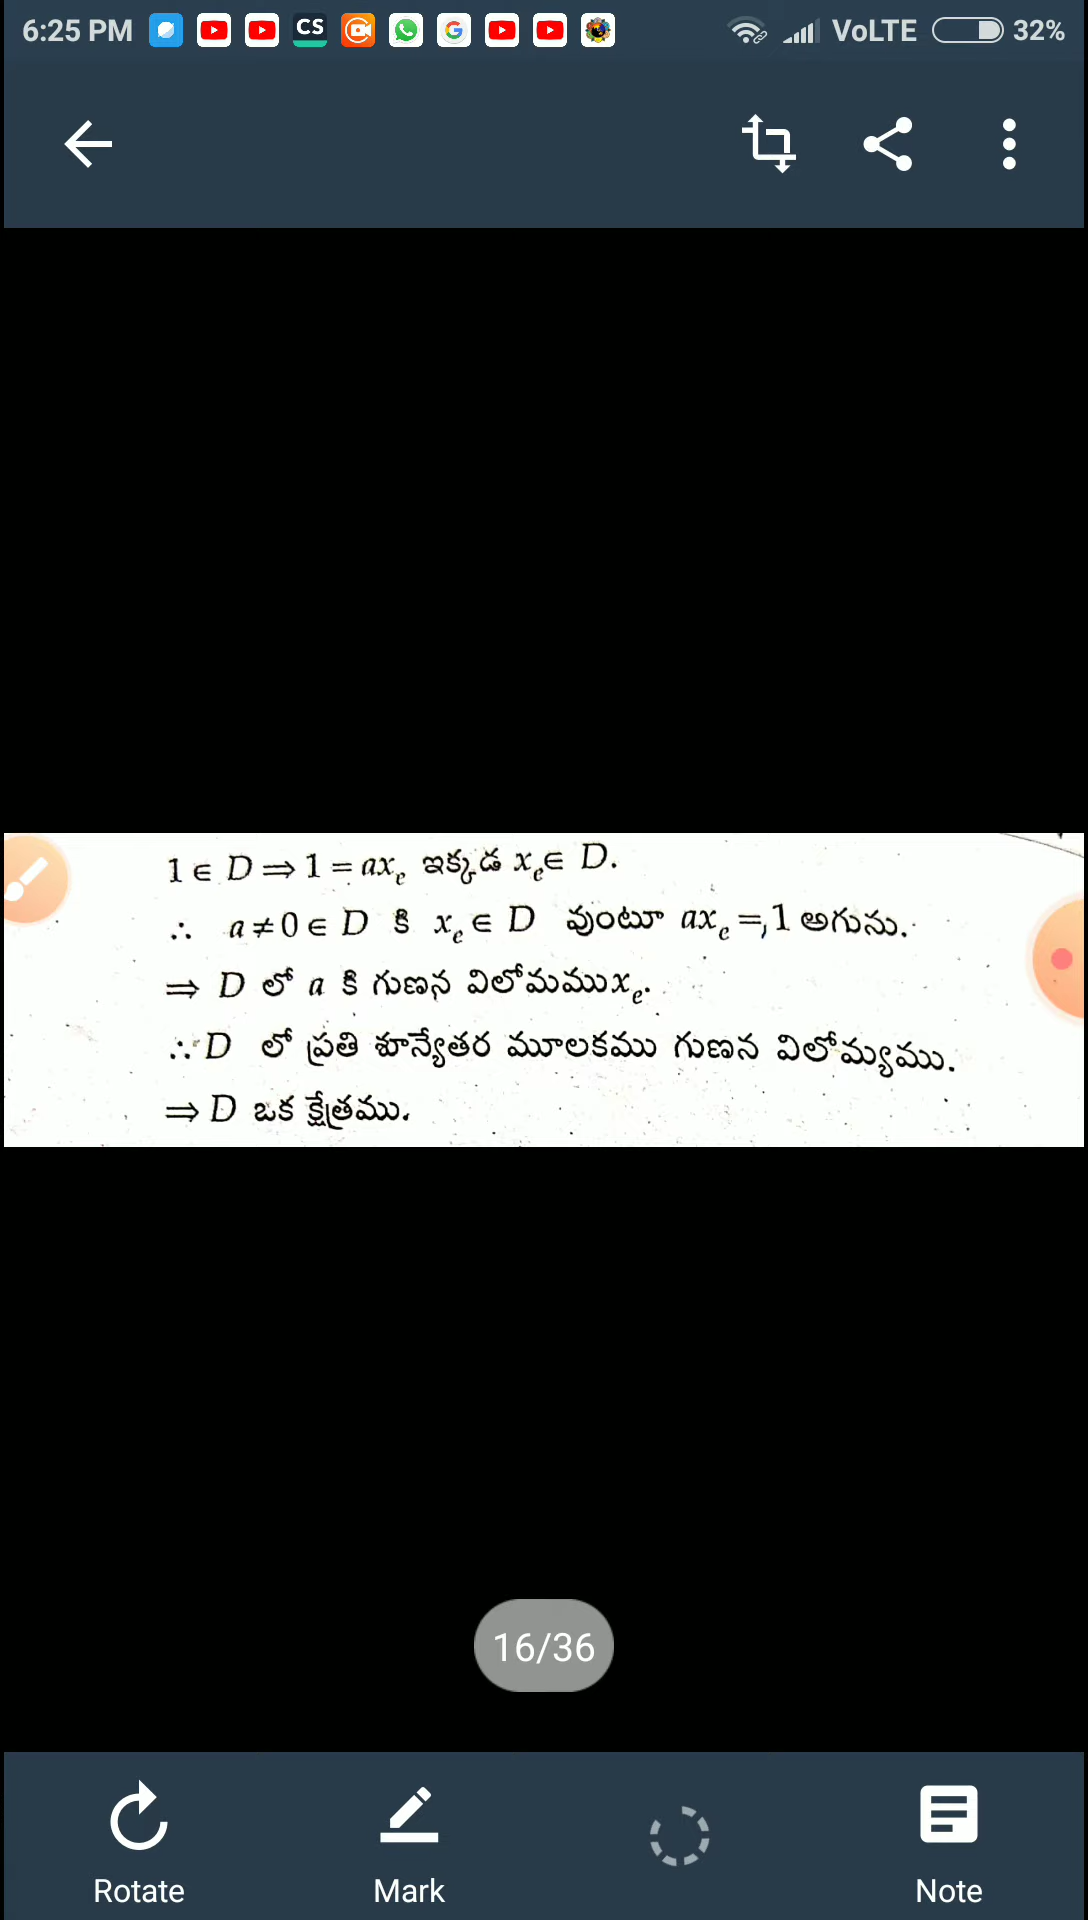 6:25 PM CS VoLTE 32%
1 ∈ D ⇒ 1 = axₑ ఇక్కడ xₑ∈ D.
∴ a ≠ 0 ∈ D కి xₑ ∈ D వుంటూ axₑ =,1 అగును.
⇒ D లో a కి గుణన విలోమము xₑ.
∴ D లో ప్రతి శూన్యేతర మూలకము గుణన విలోమ్యము.
⇒ D ఒక క్షేత్రము.
16/36
Rotate Mark Note